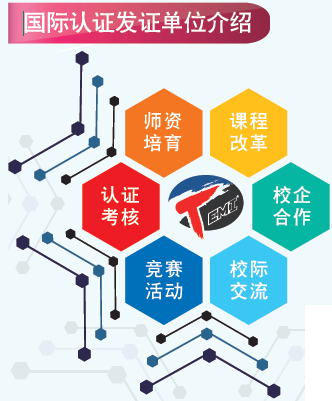 国际认证发证单位介绍
师资
培育
课程
改革
认证
考核
TEMI
校企
合作
竞赛
活动
校际
交流